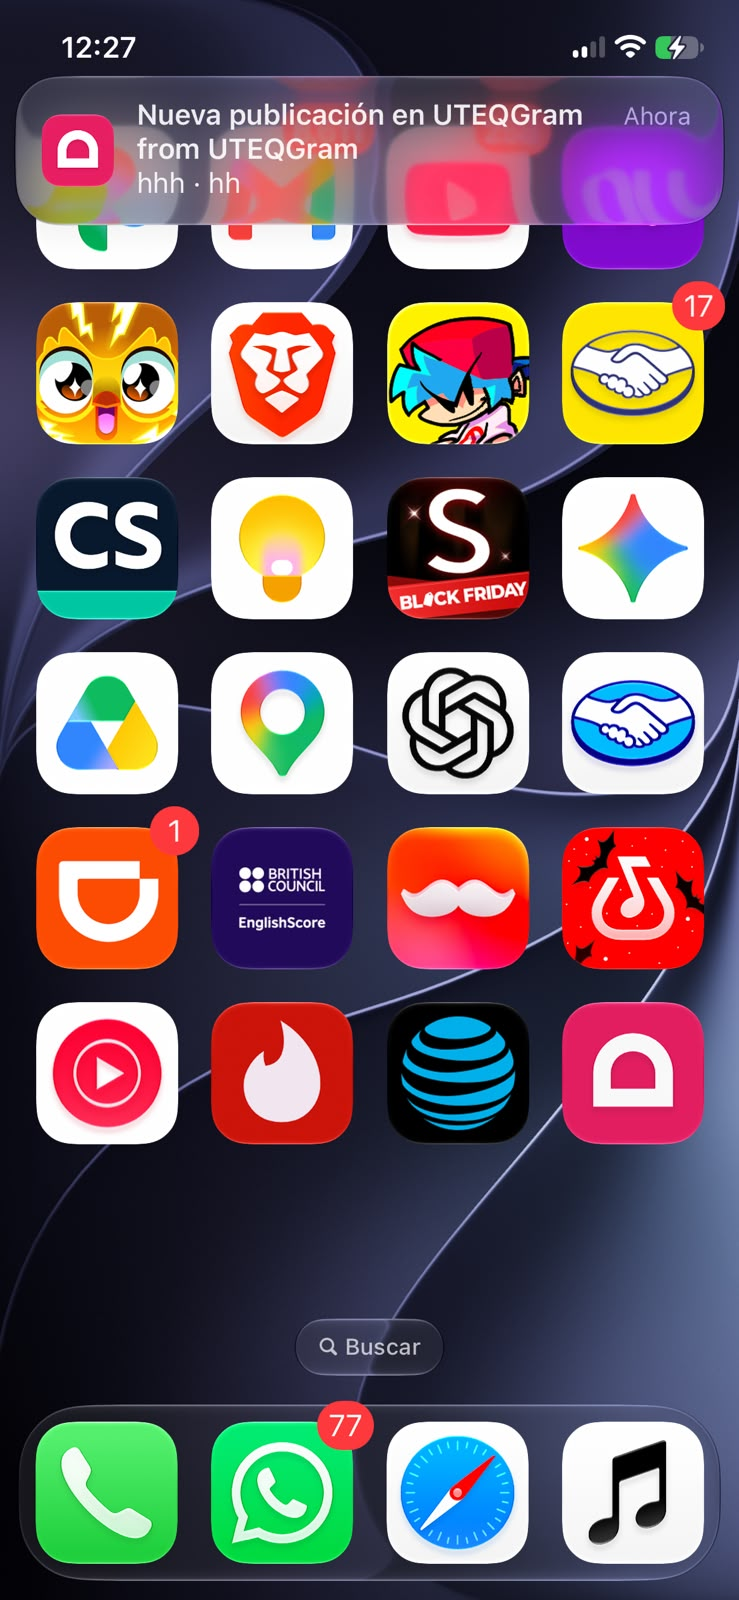 12:27
Nueva publicación en UTEQGram
Ahora
from UTEQGram
hhh · hh
17
CS
S
BLACK FRIDAY
1
BRITISH
COUNCIL
EnglishScore
Buscar
77